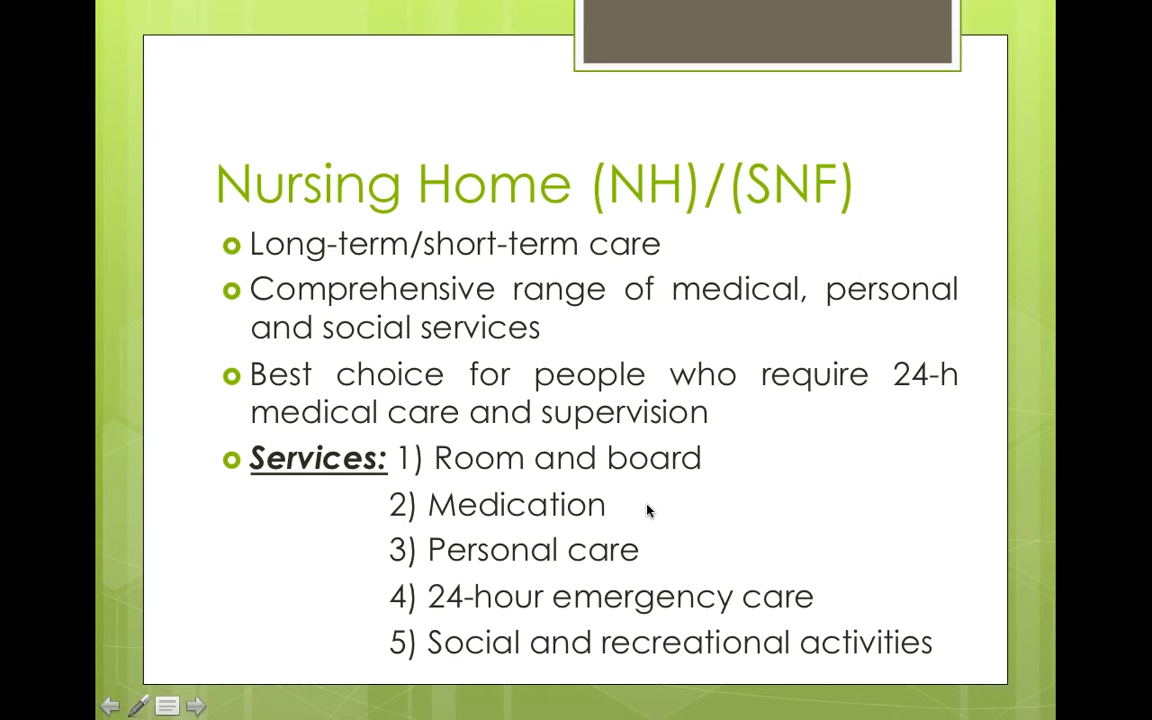 Nursing Home (NH)/(SNF)
Long-term/short-term care
Comprehensive range of medical, personal
and social services
Best choice for people who require 24-h
medical care and supervision
Services: 1) Room and board
2) Medication
3) Personal care
4) 24-hour emergency care
5) Social and recreational activities